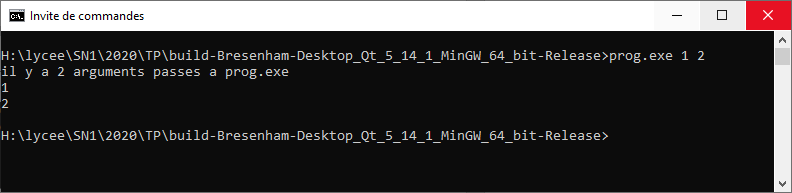 Invite de commandes
H:\lycee\SN1\2020\TP\build-Bresenham-Desktop_Qt_5_14_1_MinGW_64_bit-Release>prog.exe 1 2
il y a 2 arguments passes a prog.exe
1
2
H:\lycee\SN1\2020\TP\build-Bresenham-Desktop_Qt_5_14_1_MinGW_64_bit-Release>